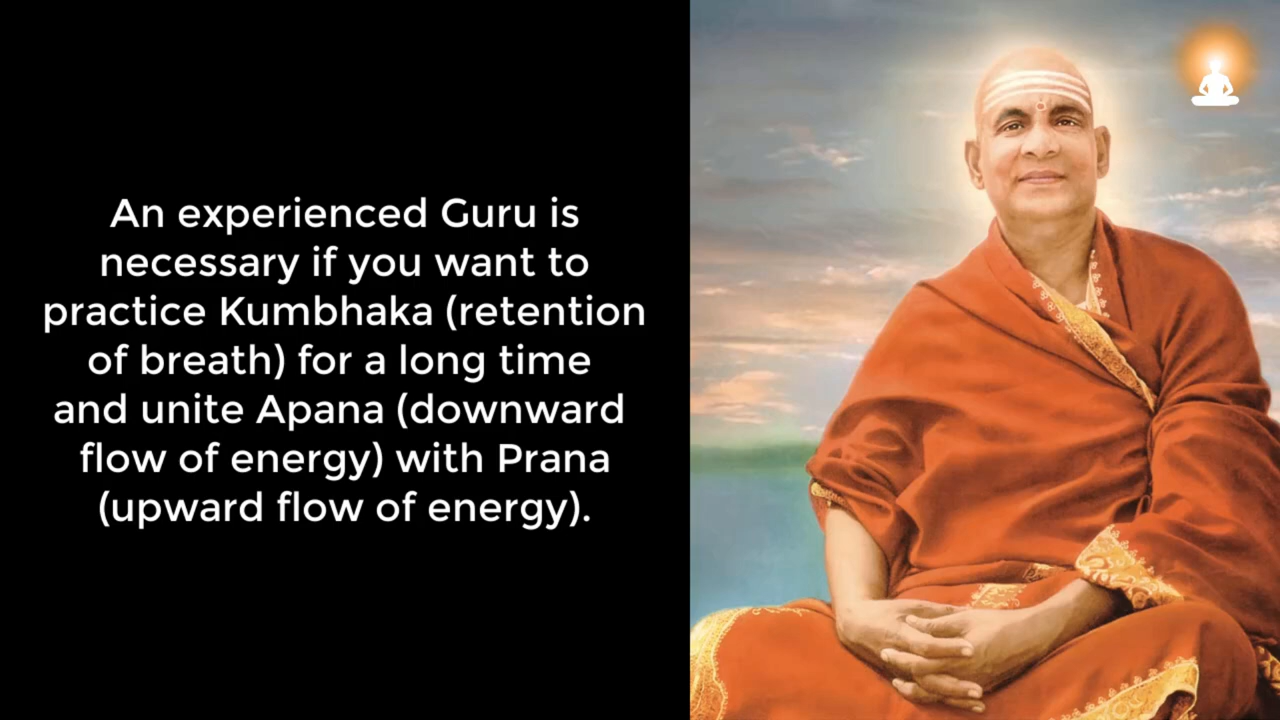 An experienced Guru is
necessary if you want to
practice Kumbhaka (retention
of breath) for a long time
and unite Apana (downward
flow of energy) with Prana
(upward flow of energy).